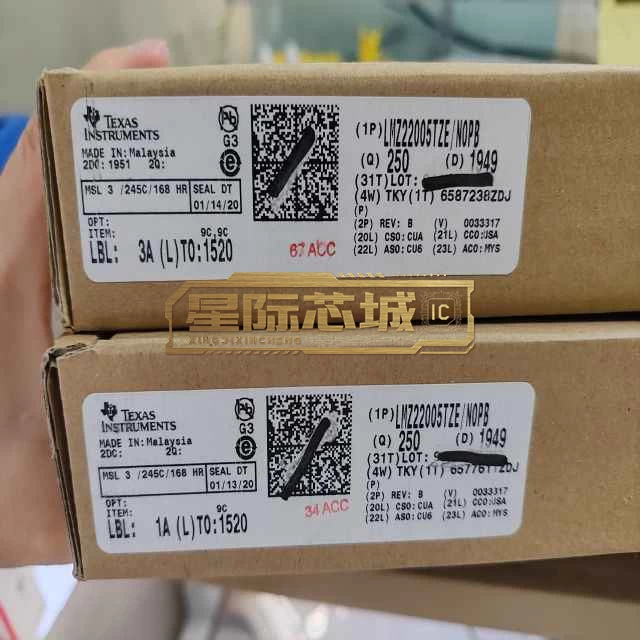 TEXAS
INSTRUMENTS
Pb
G3
MADE IN: Malaysia
2DC: 1951 2Q:
e
MSL 3 /245C/168 HR SEAL DT
01/14/20
OPT:
ITEM: 9C,9C
LBL: 3A (L)TO:1520
67 ACC
(1P)LMZ22005TZE/NOPB
(Q) 250 (D) 1949
(31T)LOT:
(4W) TKY(1T) 6587238ZDJ
(P)
(2P) REV: B (V) 0033317
(20L) CSO:CUA (21L) CCO:USA
(22L) ASO:CU6 (23L) ACO:MYS
星际芯城 IC
XINGJIXINCHENG
TEXAS
INSTRUMENTS
Pb
G3
MADE IN: Malaysia
2DC: 2Q:
e
MSL 3 /245C/168 HR SEAL DT
01/13/20
OPT:
ITEM: 9C
LBL: 1A (L)TO:1520
34 ACC
(1P)LMZ22005TZE/NOPB
(Q) 250 (D) 1949
(31T)LOT:
(4W) TKY(1T)
(P)
(2P) REV: B (V) 0033317
(20L) CSO:CUA (21L) CCO:USA
(22L) ASO:CU6 (23L) ACO:MYS